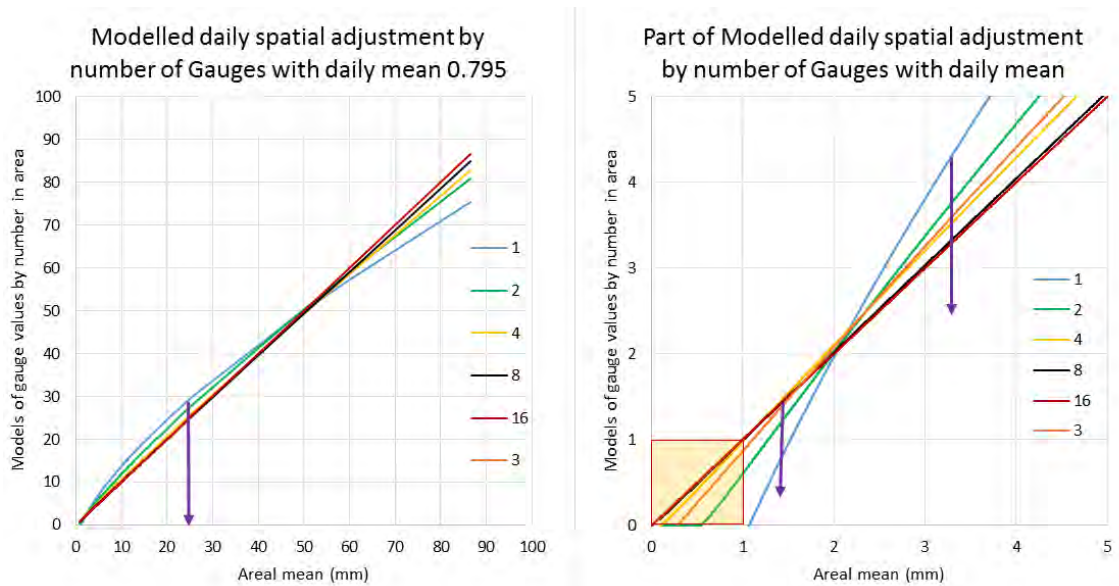 Modelled daily spatial adjustment by
number of Gauges with daily mean 0.795
Models of gauge values by number in area
100
90
80
70
60
50
40
30
20
10
0
0 10 20 30 40 50 60 70 80 90 100
Areal mean (mm)
1
2
4
8
16
3
Part of Modelled daily spatial adjustment
by number of Gauges with daily mean
Models of gauge values by number in area
5
4
3
2
1
0
0 1 2 3 4 5
Areal mean (mm)
1
2
4
8
16
3